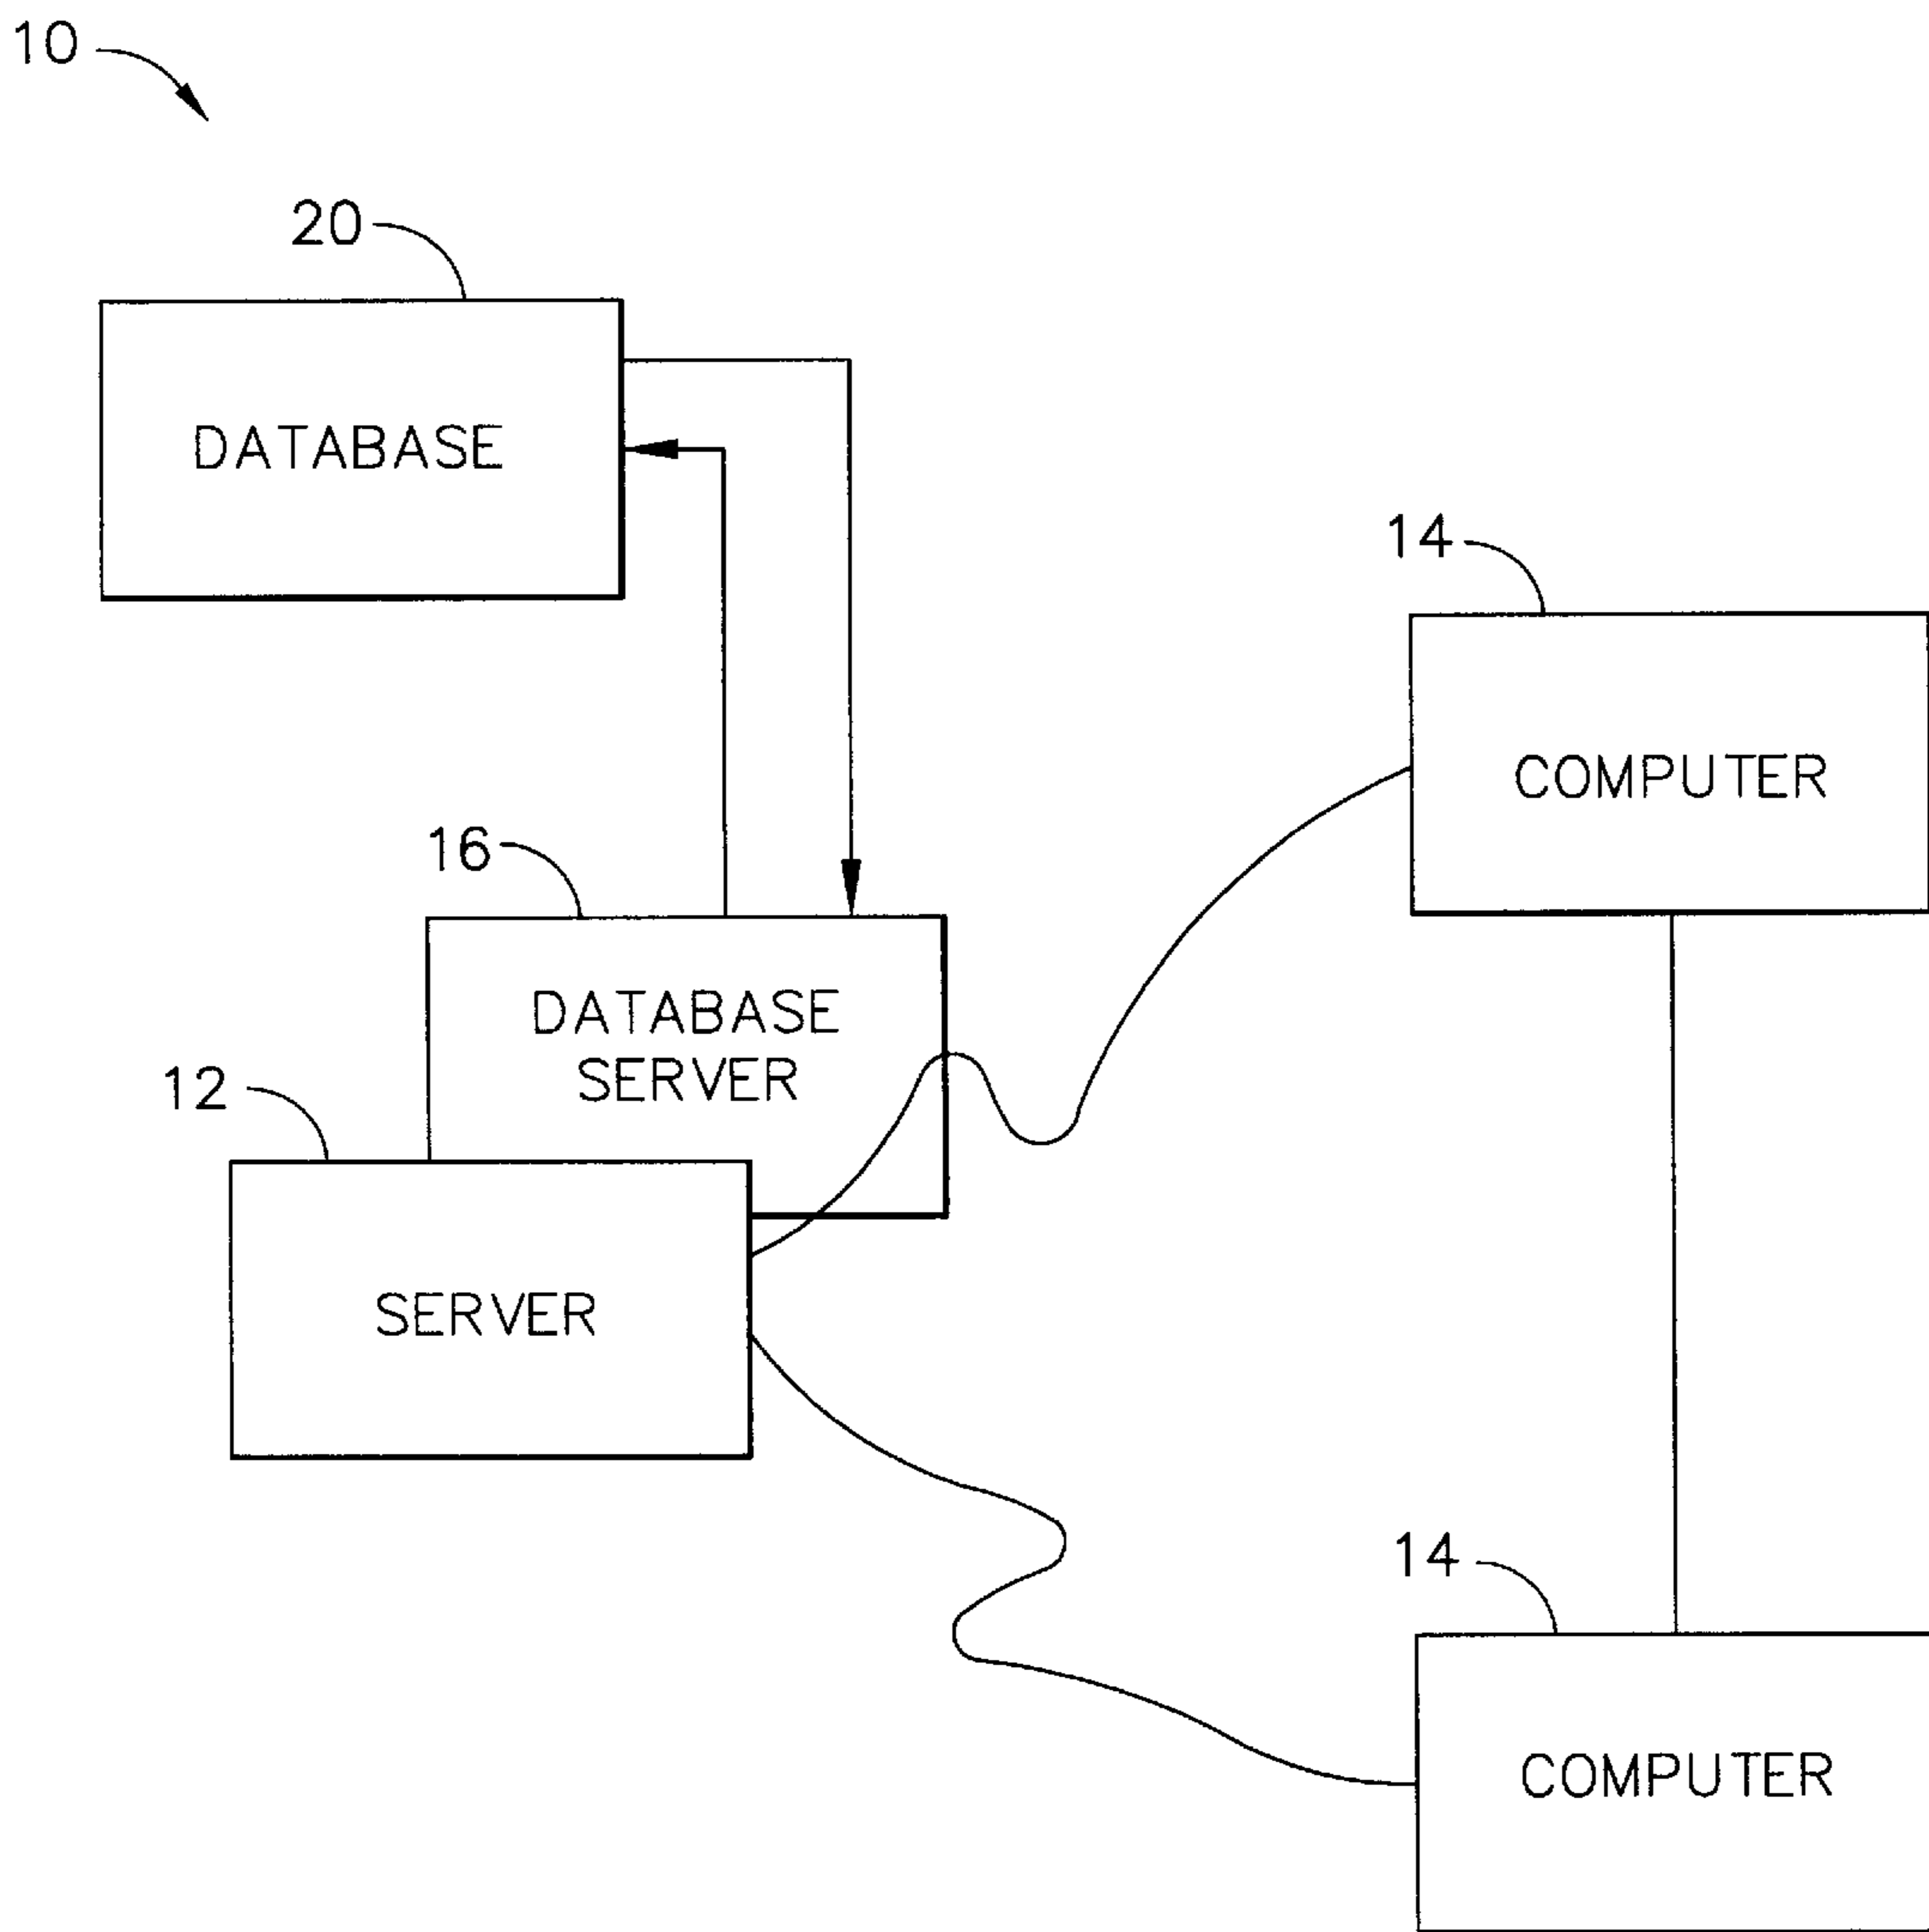 10
20
DATABASE
14
COMPUTER
16
DATABASE
SERVER
12
SERVER
14
COMPUTER